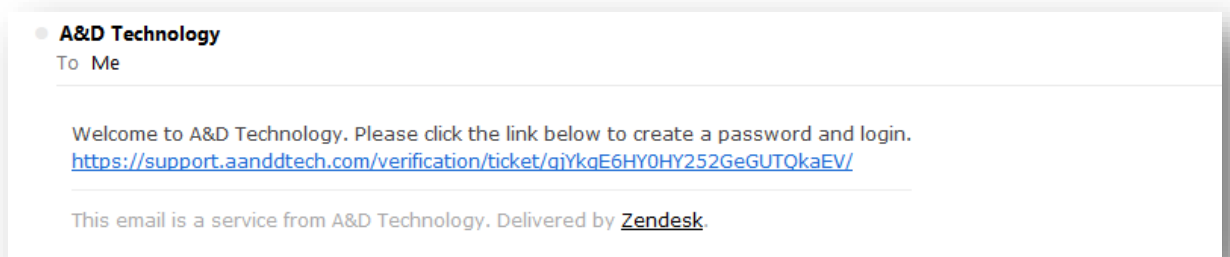 A&D Technology
To Me
Welcome to A&D Technology. Please click the link below to create a password and login.
https://support.aanddtech.com/verification/ticket/qjYkqE6HY0HY252GeGUTQkaEV/
This email is a service from A&D Technology. Delivered by Zendesk.